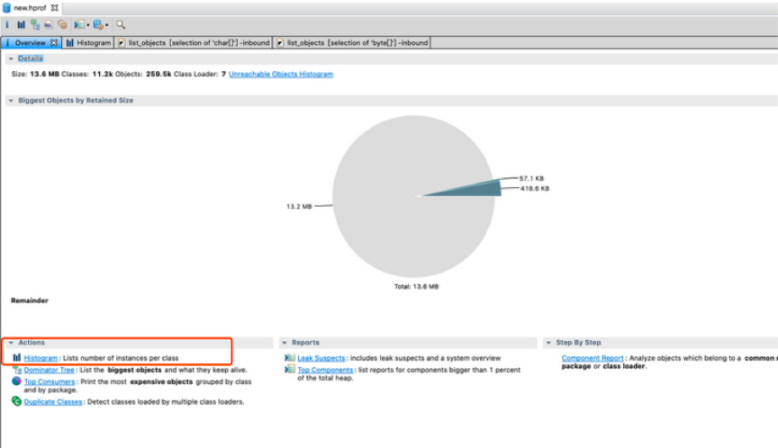 new.hprof
Overview
Histogram
list_objects [selection of 'char[]'] -inbound
list_objects [selection of 'byte[]'] -inbound
Details
Size: 13.6 MB Classes: 11.2k Objects: 259.5k Class Loader: 7 Unreachable Objects Histogram
Biggest Objects by Retained Size
57.1 KB
418.6 KB
13.2 MB
Total: 13.6 MB
Remainder
Actions
Histogram: Lists number of instances per class
Dominator Tree: List the biggest objects and what they keep alive.
Top Consumers: Print the most expensive objects grouped by class
and by package.
Duplicate Classes: Detect classes loaded by multiple class loaders.
Reports
Leak Suspects: includes leak suspects and a system overview
Top Components: list reports for components bigger than 1 percent
of the total heap.
Step By Step
Component Report: Analyze objects which belong to a common
package or class loader.